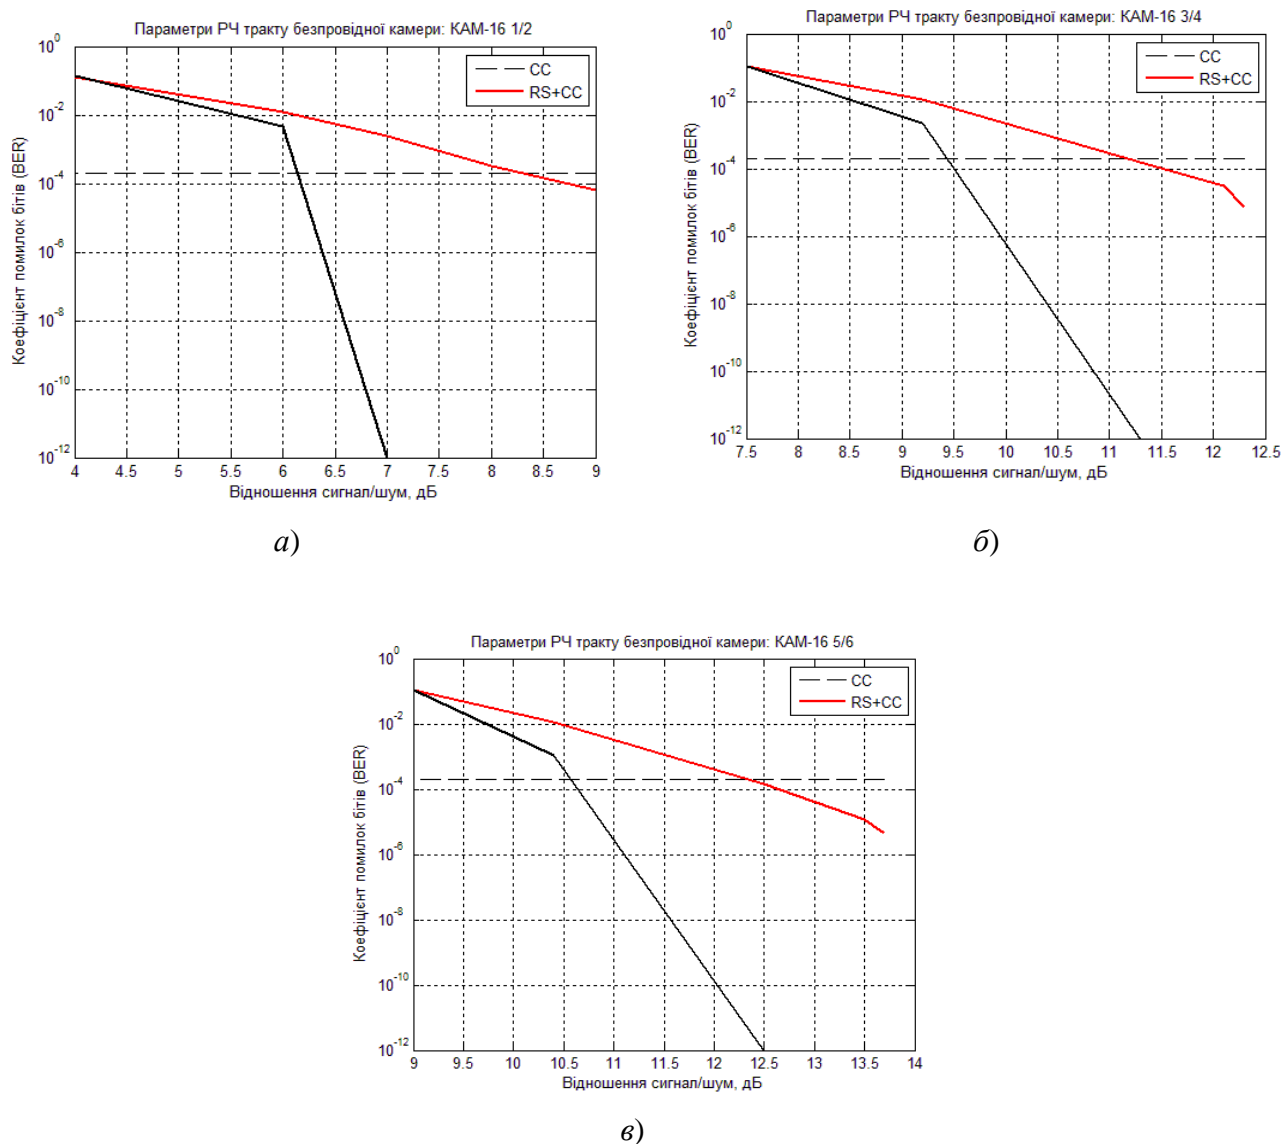 Параметри РЧ тракту безпровідної камери: КАМ-16 1/2
CC
RS+CC
Коефіцієнт помилок бітів (BER)
10^0
10^-2
10^-4
10^-6
10^-8
10^-10
10^-12
4 4.5 5 5.5 6 6.5 7 7.5 8 8.5 9
Відношення сигнал/шум, дБ
а)
Параметри РЧ тракту безпровідної камери: КАМ-16 3/4
CC
RS+CC
Коефіцієнт помилок бітів (BER)
10^0
10^-2
10^-4
10^-6
10^-8
10^-10
10^-12
7.5 8 8.5 9 9.5 10 10.5 11 11.5 12 12.5
Відношення сигнал/шум, дБ
б)
Параметри РЧ тракту безпровідної камери: КАМ-16 5/6
CC
RS+CC
Коефіцієнт помилок бітів (BER)
10^0
10^-2
10^-4
10^-6
10^-8
10^-10
10^-12
9 9.5 10 10.5 11 11.5 12 12.5 13 13.5 14
Відношення сигнал/шум, дБ
в)